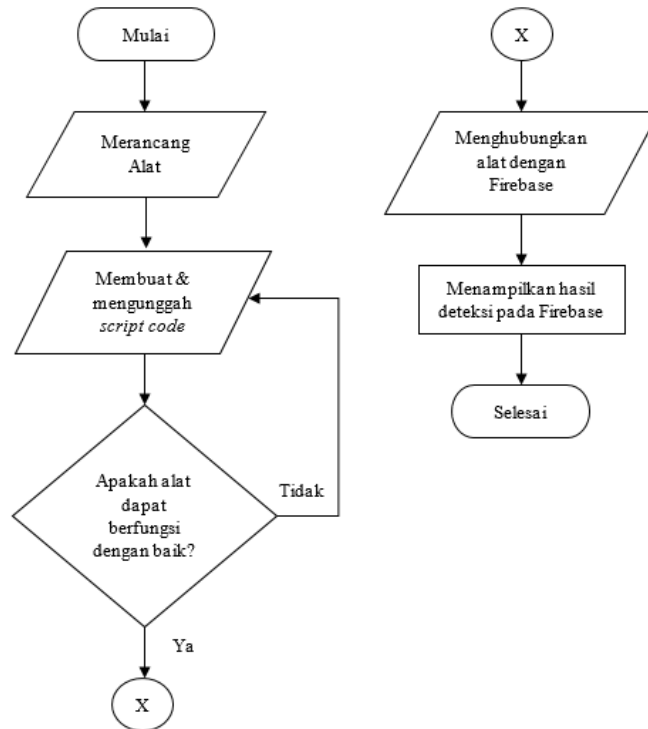 Mulai
Merancang
Alat
Membuat &
mengunggah
script code
Apakah alat
dapat
berfungsi
dengan baik?
Tidak
Ya
X
X
Menghubungkan
alat dengan
Firebase
Menampilkan hasil
deteksi pada Firebase
Selesai